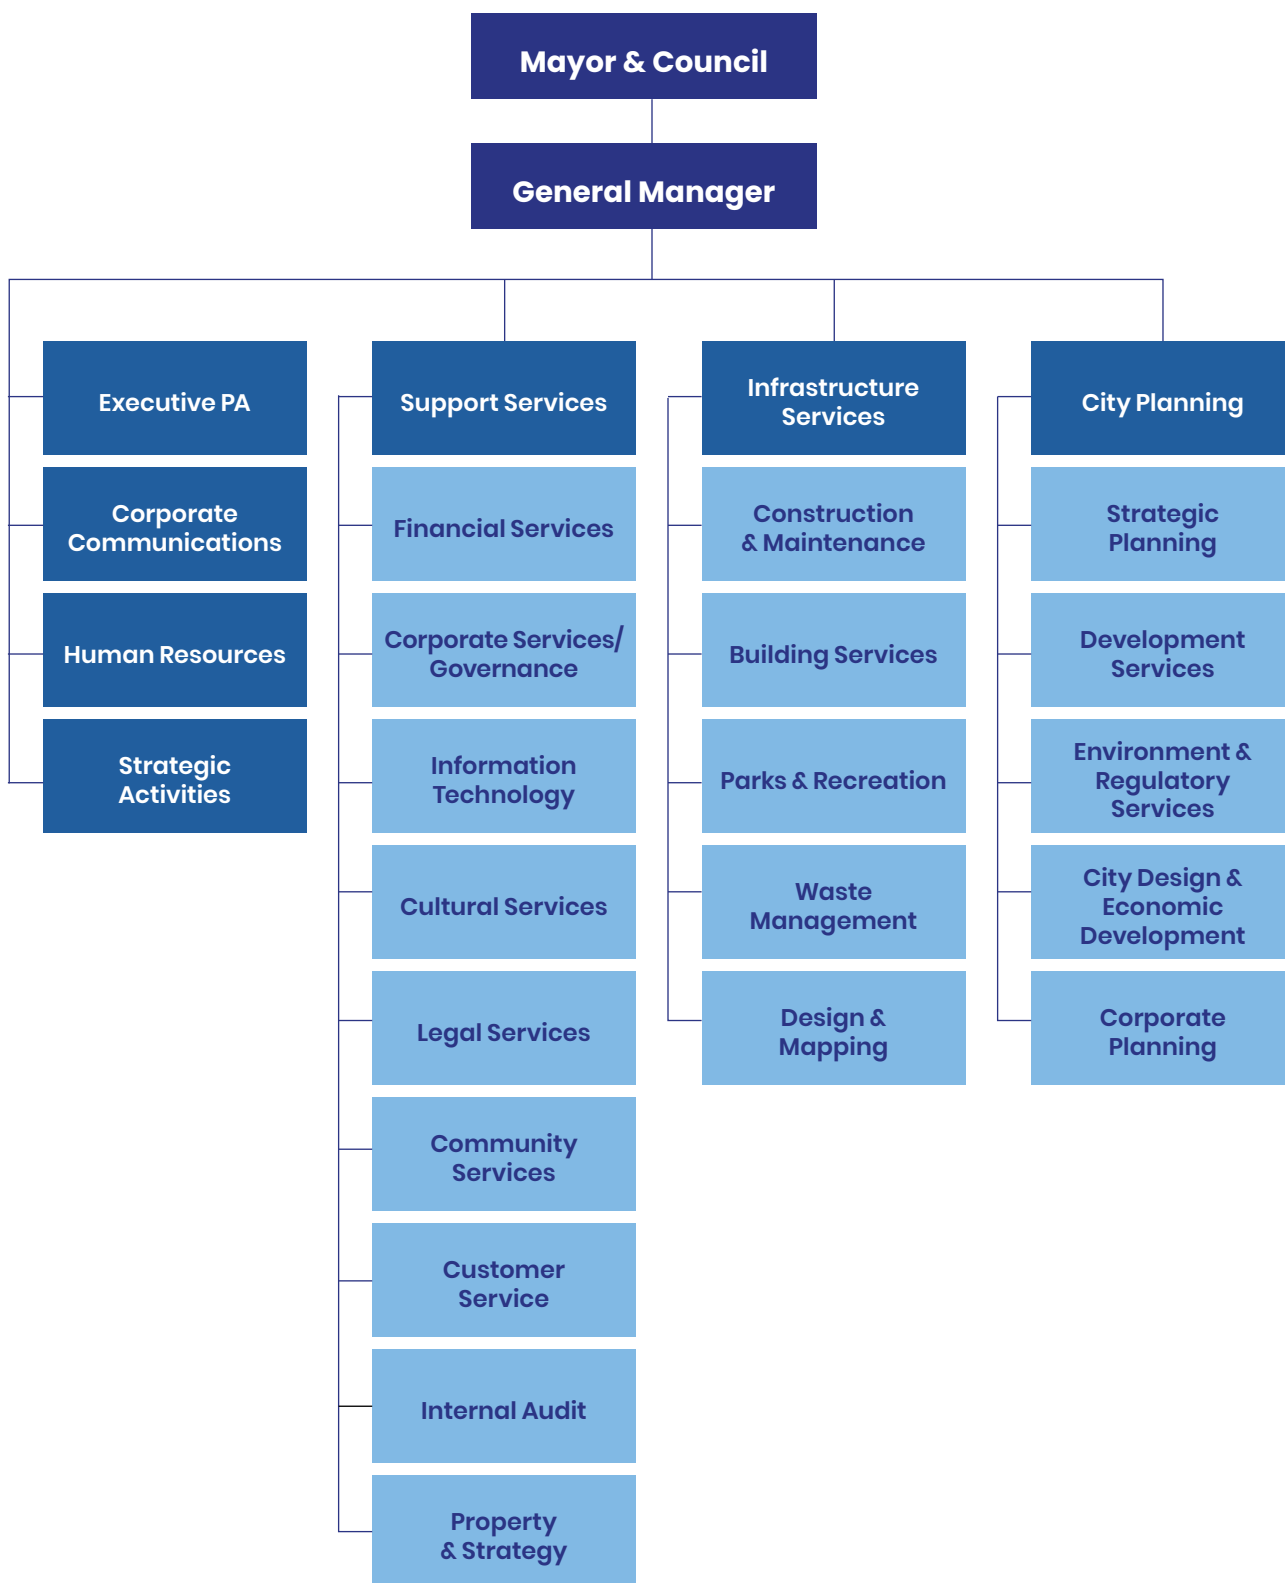 Mayor & Council
General Manager
Executive PA
Corporate
Communications
Human Resources
Strategic
Activities
Support Services
Financial Services
Corporate Services/
Governance
Information
Technology
Cultural Services
Legal Services
Community
Services
Customer
Service
Internal Audit
Property
& Strategy
Infrastructure
Services
Construction
& Maintenance
Building Services
Parks & Recreation
Waste
Management
Design &
Mapping
City Planning
Strategic
Planning
Development
Services
Environment &
Regulatory
Services
City Design &
Economic
Development
Corporate
Planning